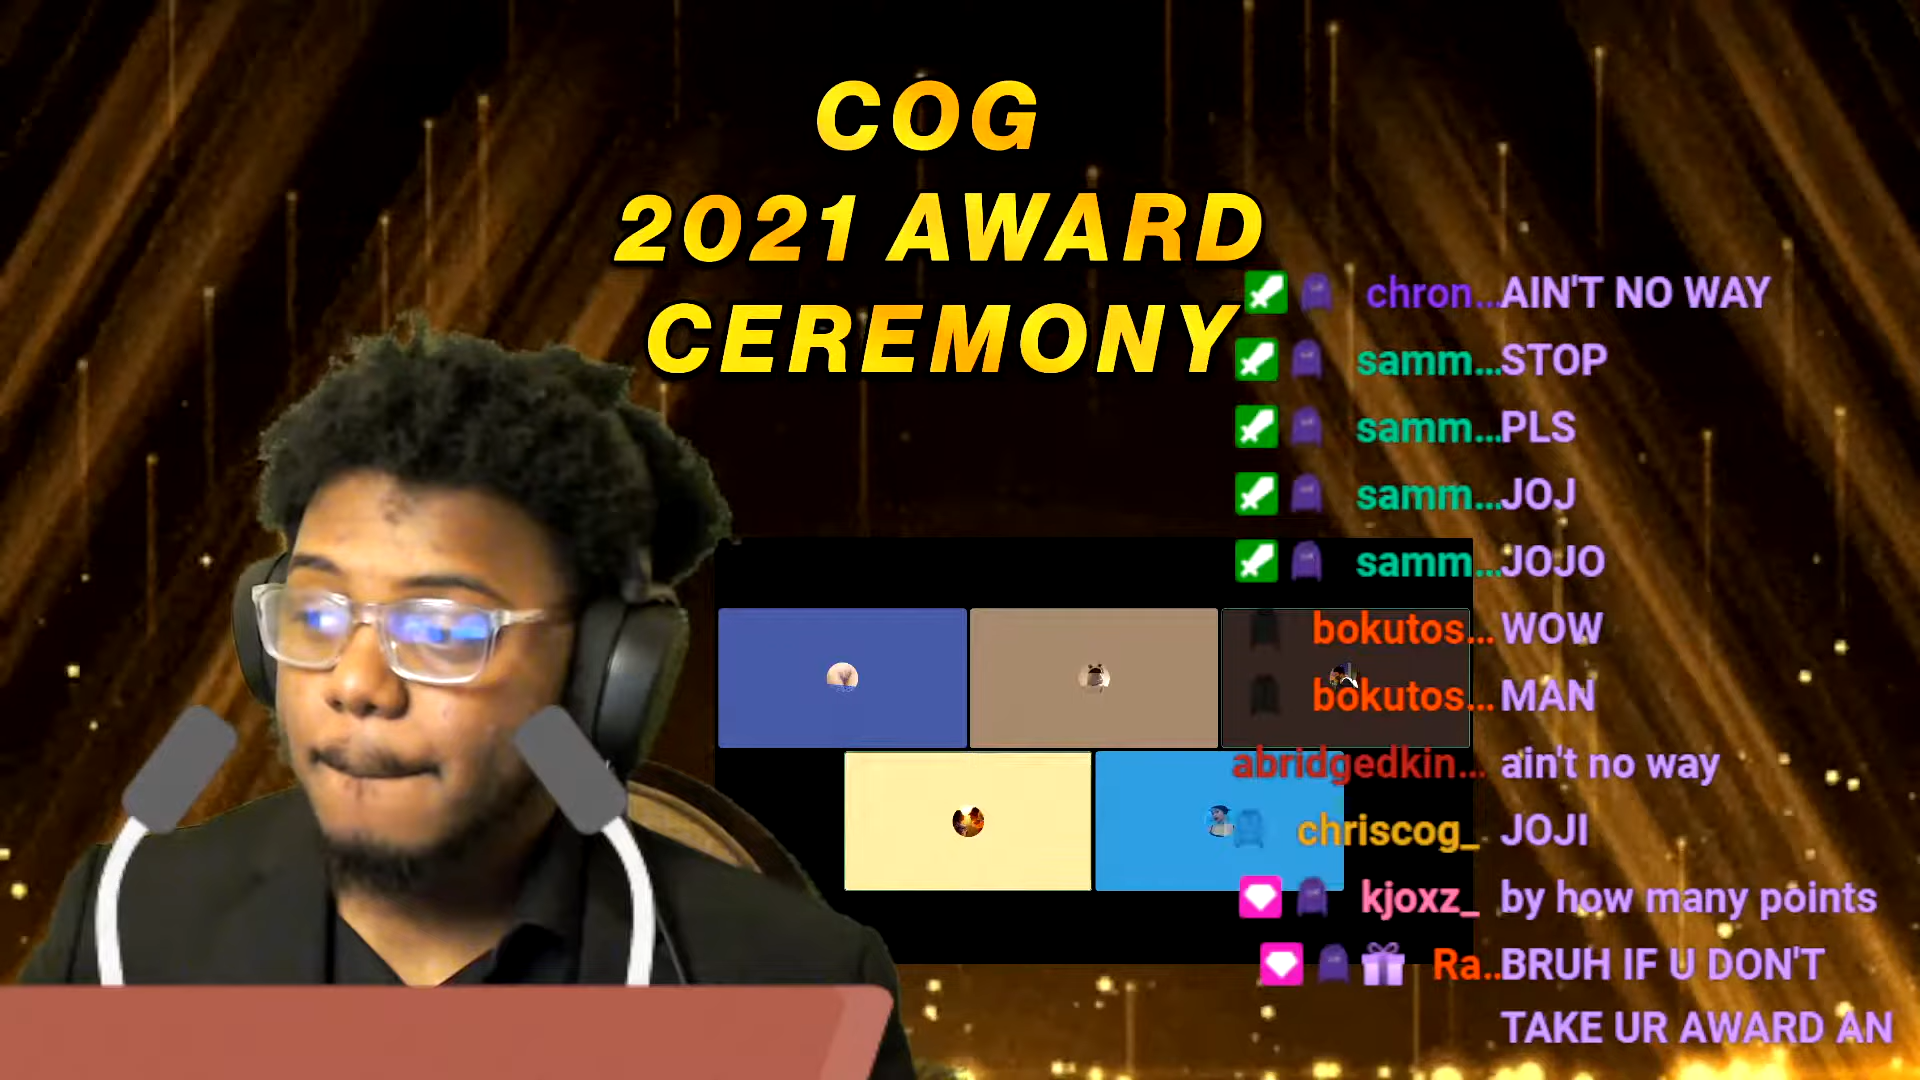 COG
2021 AWARD
CEREMONY
chron... AIN'T NO WAY
samm... STOP
samm... PLS
samm... JOJ
samm... JOJO
bokutos... WOW
bokutos... MAN
abridgedkin... ain't no way
chriscog_ JOJI
kjoxz_ by how many points
Ra.. BRUH IF U DON'T
TAKE UR AWARD AN